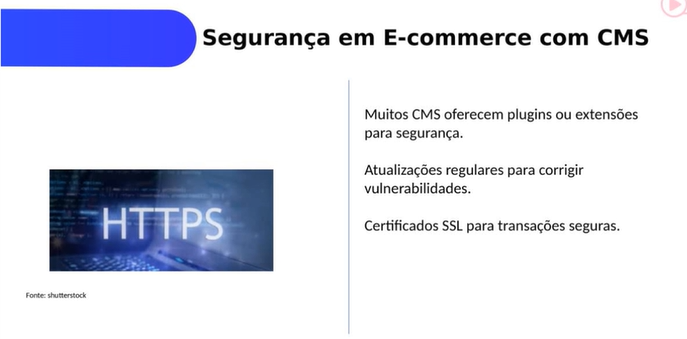 Segurança em E-commerce com CMS
Muitos CMS oferecem plugins ou extensões
para segurança.
Atualizações regulares para corrigir
vulnerabilidades.
Certificados SSL para transações seguras.
HTTPS
Fonte: shutterstock